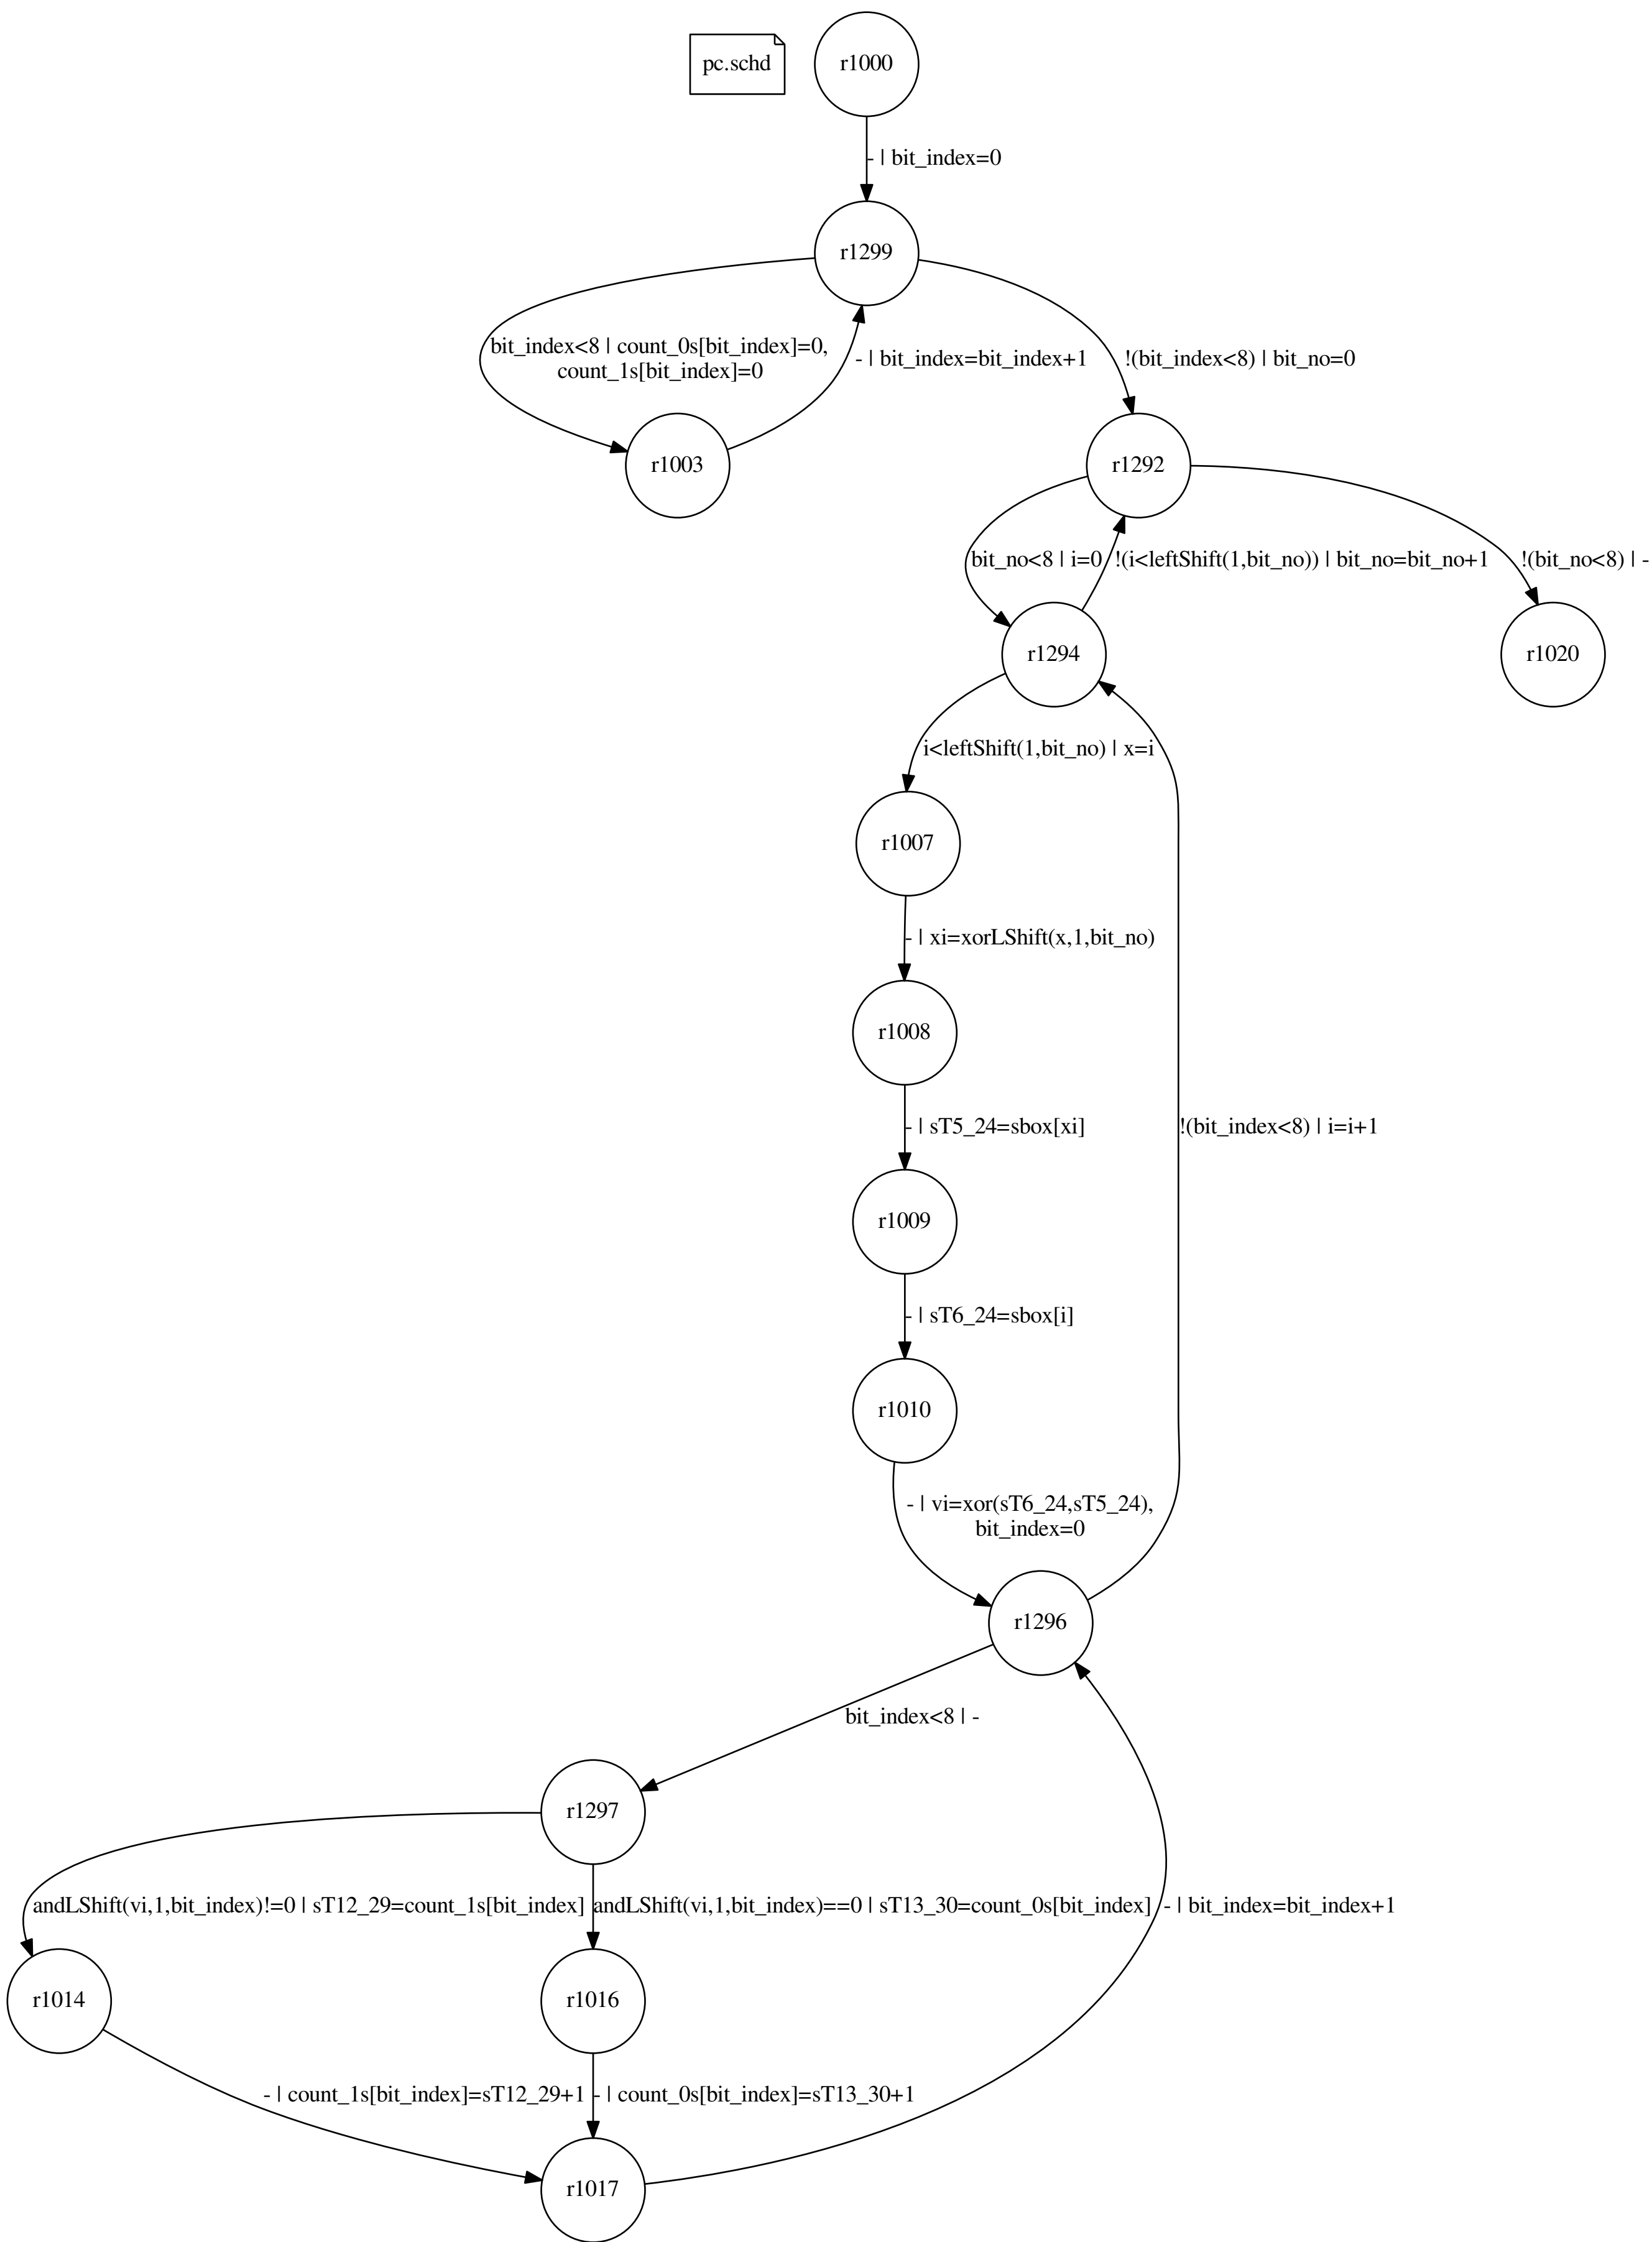 pc.schd
r1000
- | bit_index=0
r1299
bit_index<8 | count_0s[bit_index]=0,
count_1s[bit_index]=0
- | bit_index=bit_index+1
!(bit_index<8) | bit_no=0
r1003
r1292
bit_no<8 | i=0
!(i<leftShift(1,bit_no)) | bit_no=bit_no+1
!(bit_no<8) | -
r1294
r1020
i<leftShift(1,bit_no) | x=i
r1007
- | xi=xorLShift(x,1,bit_no)
r1008
- | sT5_24=sbox[xi]
!(bit_index<8) | i=i+1
r1009
- | sT6_24=sbox[i]
r1010
- | vi=xor(sT6_24,sT5_24),
bit_index=0
r1296
bit_index<8 | -
r1297
andLShift(vi,1,bit_index)!=0 | sT12_29=count_1s[bit_index]
andLShift(vi,1,bit_index)==0 | sT13_30=count_0s[bit_index]
- | bit_index=bit_index+1
r1014
r1016
- | count_1s[bit_index]=sT12_29+1
- | count_0s[bit_index]=sT13_30+1
r1017